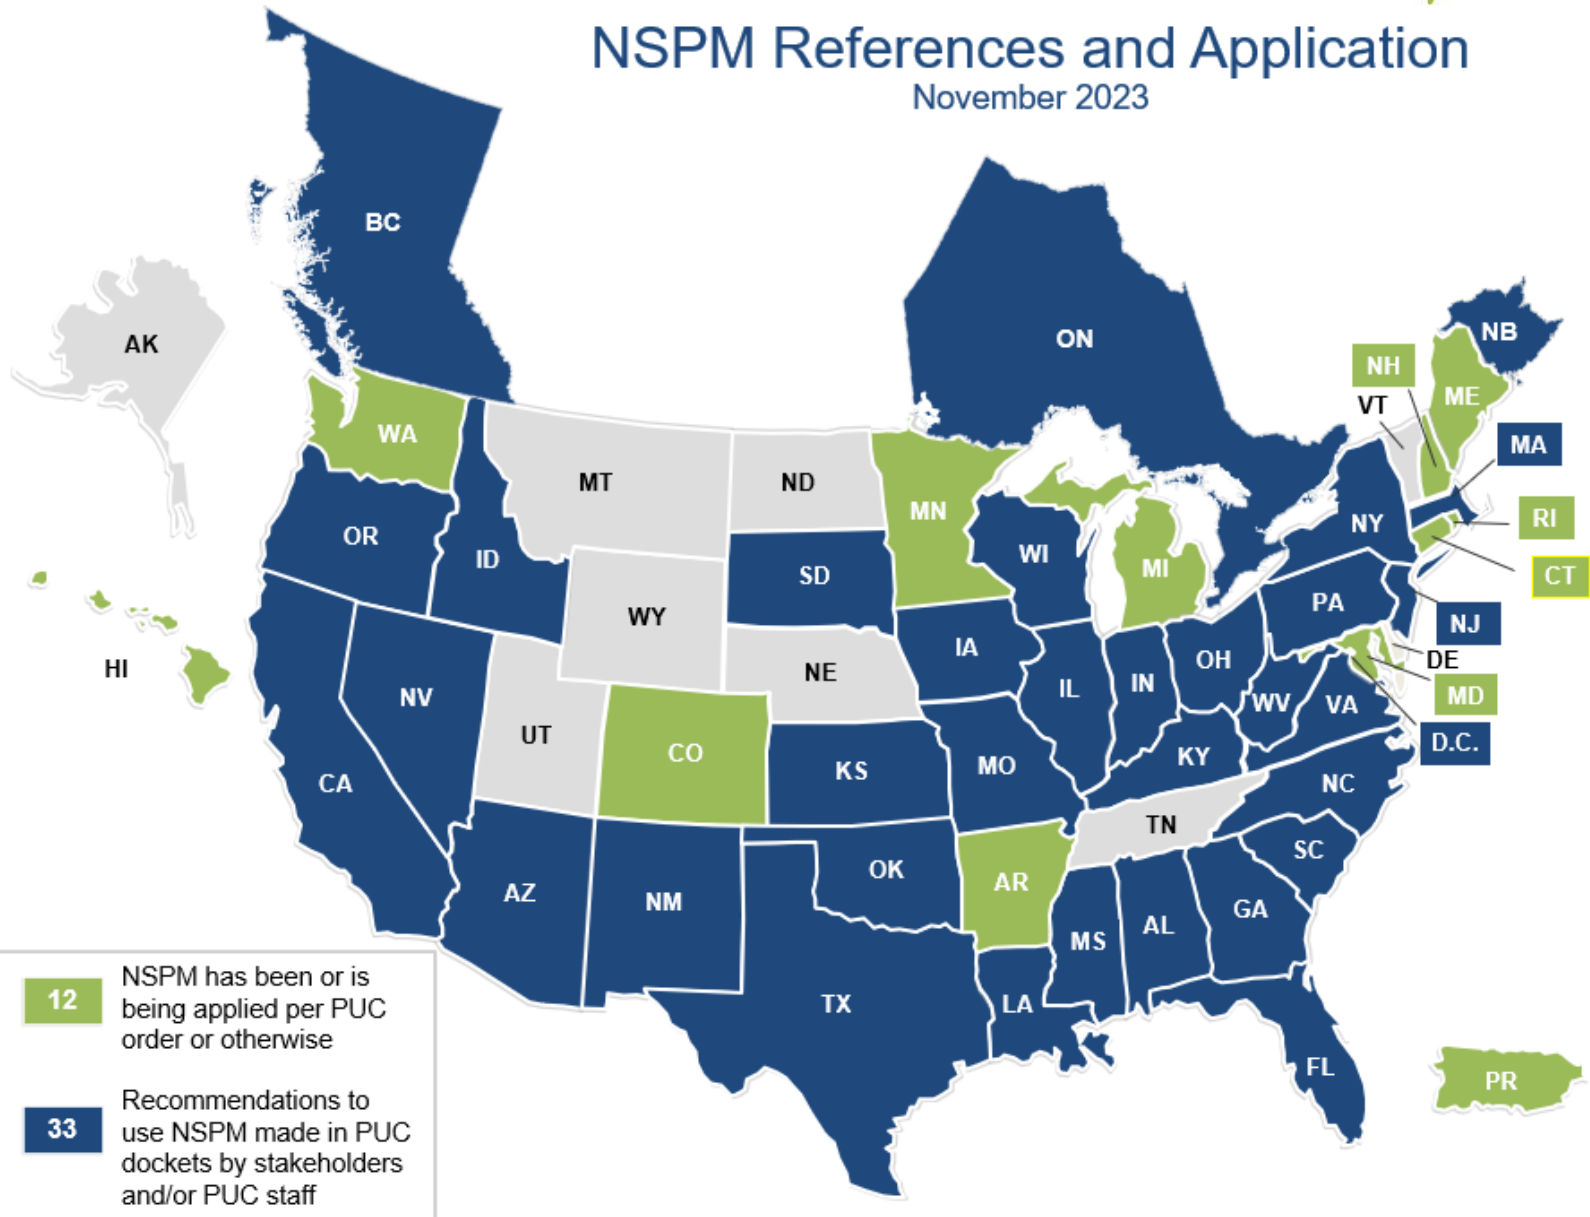 NSPM References and Application
November 2023
BC
AK
ON
NB
NH
ME
VT
WA
MA
MT
ND
MN
NY
RI
OR
ID
WI
MI
CT
SD
PA
NJ
WY
IA
OH
DE
HI
NE
IL
IN
MD
NV
WV
VA
UT
CO
D.C.
KS
MO
KY
CA
NC
TN
SC
OK
AR
AZ
NM
GA
AL
MS
TX
LA
FL
PR
12
NSPM has been or is
being applied per PUC
order or otherwise
33
Recommendations to
use NSPM made in PUC
dockets by stakeholders
and/or PUC staff